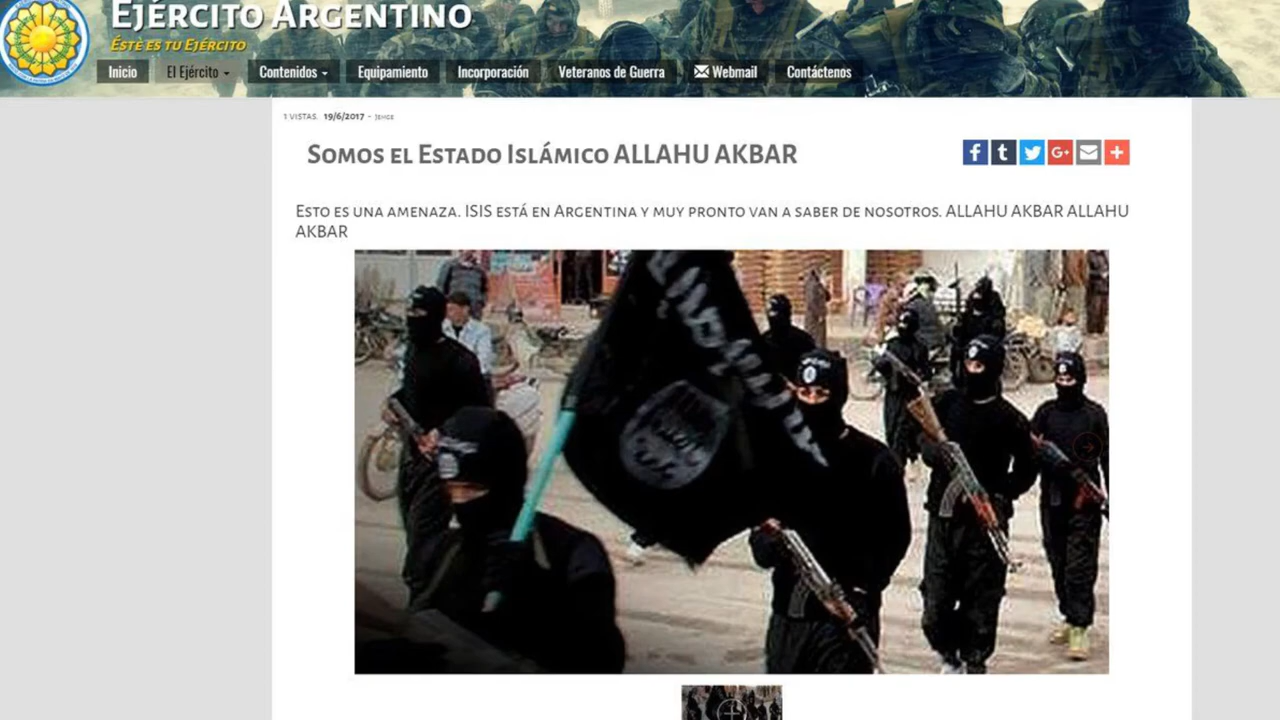 Ejército Argentino
Éste es tu Ejército
Inicio
El Ejército
Contenidos
Equipamiento
Incorporación
Veteranos de Guerra
Webmail
Contáctenos
1 vistas. 19/6/2017 - Jehge
Somos el Estado Islámico ALLAHU AKBAR
f t G+ +
Esto es una amenaza. ISIS está en Argentina y muy pronto van a saber de nosotros. ALLAHU AKBAR ALLAHU
AKBAR